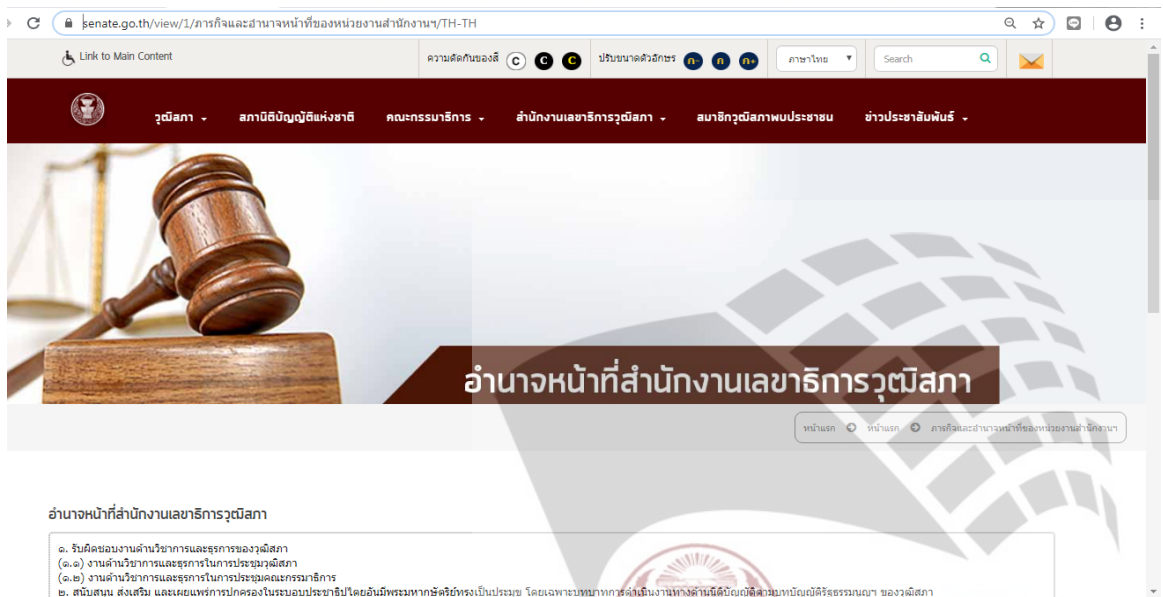 senate.go.th/view/1/ภารกิจและอำนาจหน้าที่ของหน่วยงานสำนักงานฯ/TH-TH
Link to Main Content
ความตัดกันของสี C C C ปรับขนาดตัวอักษร ก- ก ก+ ภาษาไทย Search
วุฒิสภา สภานิติบัญญัติแห่งชาติ คณะกรรมาธิการ สำนักงานเลขาธิการวุฒิสภา สมาชิกวุฒิสภาพบประชาชน ข่าวประชาสัมพันธ์
อำนาจหน้าที่สำนักงานเลขาธิการวุฒิสภา
หน้าแรก หน้าแรก ภารกิจและอำนาจหน้าที่ของหน่วยงานสำนักงานฯ
อำนาจหน้าที่สำนักงานเลขาธิการวุฒิสภา
๑. รับผิดชอบงานด้านวิชาการและธุรการของวุฒิสภา
(๑.๑) งานด้านวิชาการและธุรการในการประชุมวุฒิสภา
(๑.๒) งานด้านวิชาการและธุรการในการประชุมคณะกรรมาธิการ
๒. สนับสนุน ส่งเสริม และเผยแพร่การปกครองในระบอบประชาธิปไตยอันมีพระมหากษัตริย์ทรงเป็นประมุข โดยเฉพาะบทบาทการดำเนินงานทางด้านนิติบัญญัติตามบทบัญญัติรัฐธรรมนูญฯ ของวุฒิสภา